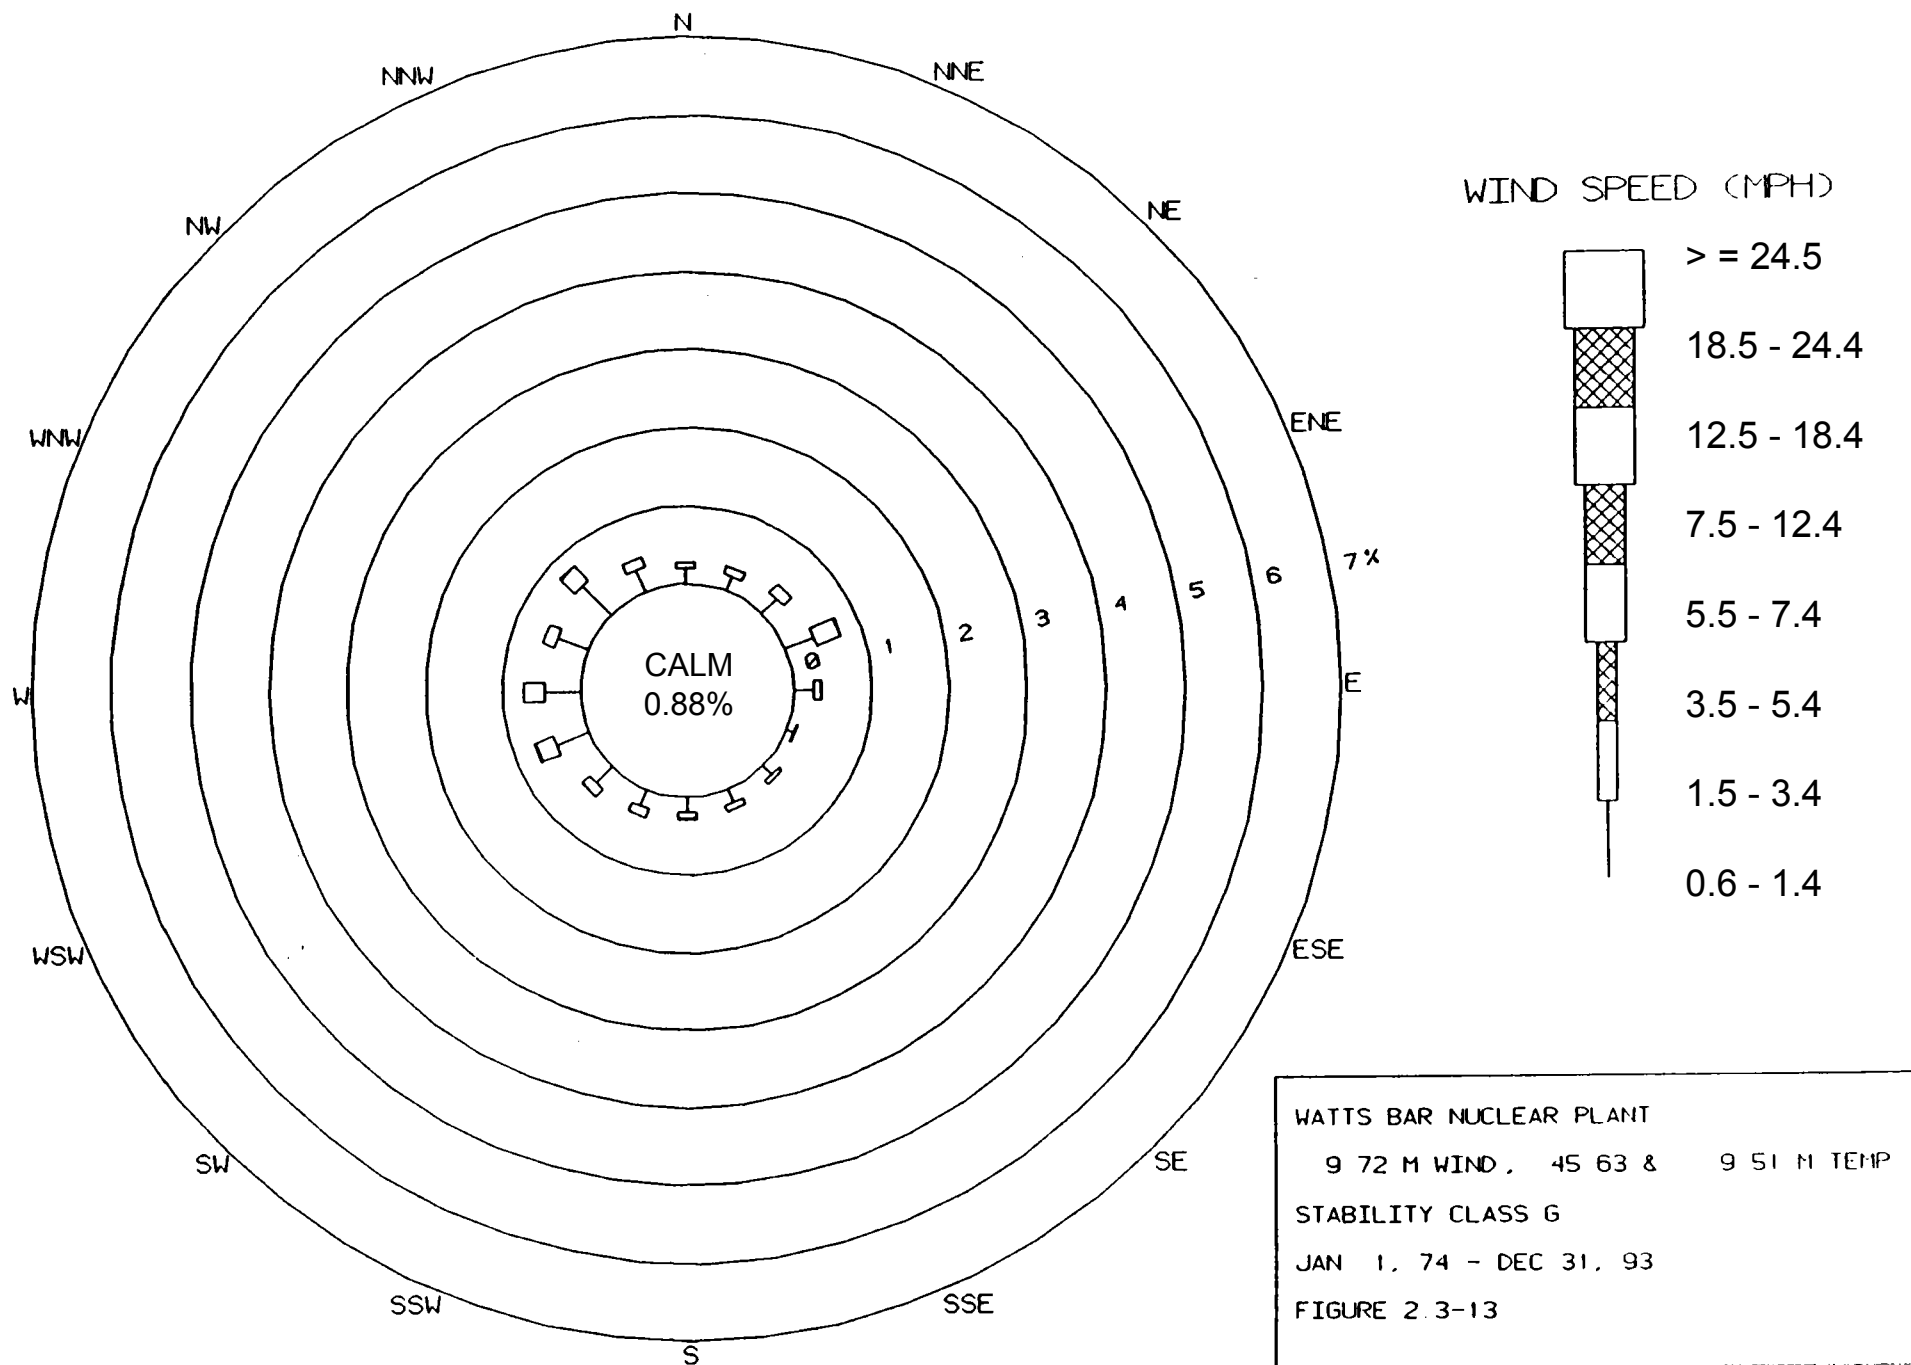 N
NNW
NNE
NW
NE
WNW
ENE
W
E
WSW
ESE
SW
SE
SSW
SSE
S
CALM
0.88%
0
1
2
3
4
5
6
7%
WIND SPEED (MPH)
> = 24.5
18.5 - 24.4
12.5 - 18.4
7.5 - 12.4
5.5 - 7.4
3.5 - 5.4
1.5 - 3.4
0.6 - 1.4
WATTS BAR NUCLEAR PLANT
9 72 M WIND, 45 63 & 9 51 M TEMP
STABILITY CLASS G
JAN 1, 74 - DEC 31, 93
FIGURE 2.3-13